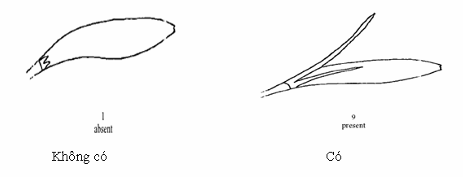 1
absent
Không có
9
present
Có